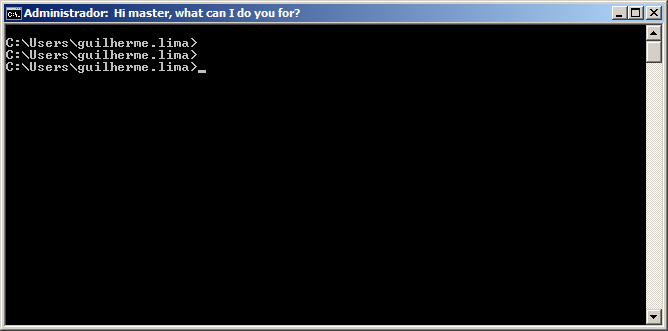 Administrador: Hi master, what can I do you for?
C:\Users\guilherme.lima>
C:\Users\guilherme.lima>
C:\Users\guilherme.lima>_